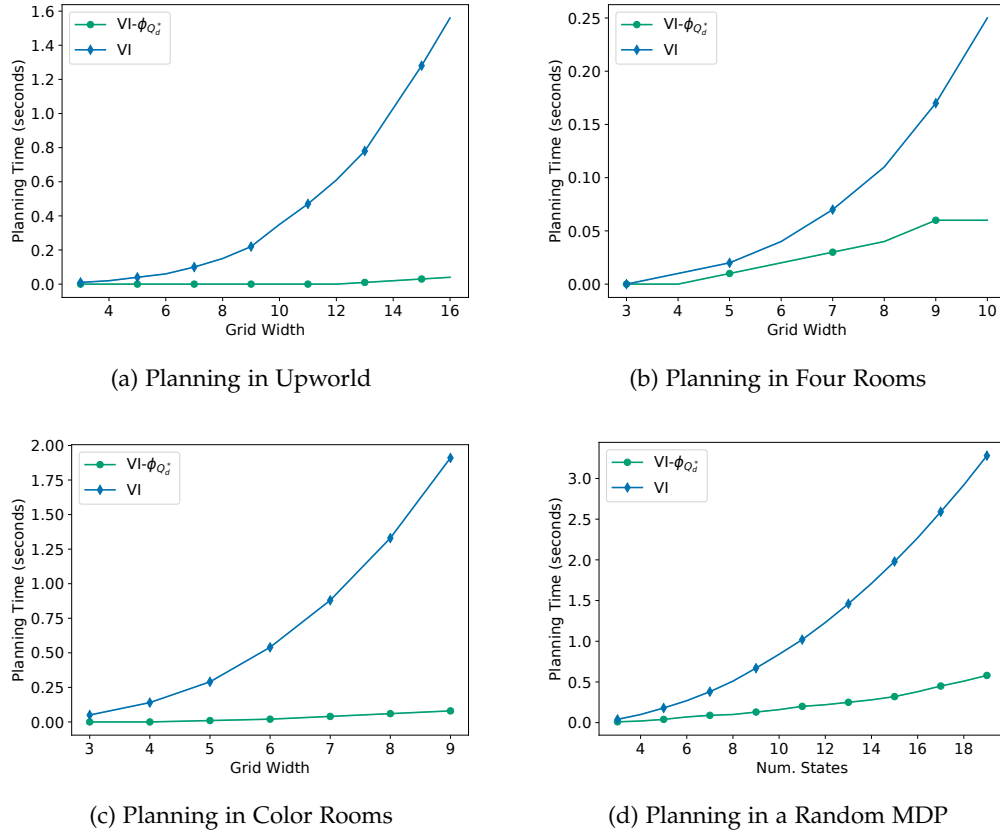 VI-ϕ_{Q_d^*}
VI
Planning Time (seconds)
1.6
1.4
1.2
1.0
0.8
0.6
0.4
0.2
0.0
4 6 8 10 12 14 16
Grid Width
(a) Planning in Upworld
VI-ϕ_{Q_d^*}
VI
Planning Time (seconds)
0.25
0.20
0.15
0.10
0.05
0.00
3 4 5 6 7 8 9 10
Grid Width
(b) Planning in Four Rooms
VI-ϕ_{Q_d^*}
VI
Planning Time (seconds)
2.00
1.75
1.50
1.25
1.00
0.75
0.50
0.25
0.00
3 4 5 6 7 8 9
Grid Width
(c) Planning in Color Rooms
VI-ϕ_{Q_d^*}
VI
Planning Time (seconds)
3.0
2.5
2.0
1.5
1.0
0.5
0.0
4 6 8 10 12 14 16 18
Num. States
(d) Planning in a Random MDP